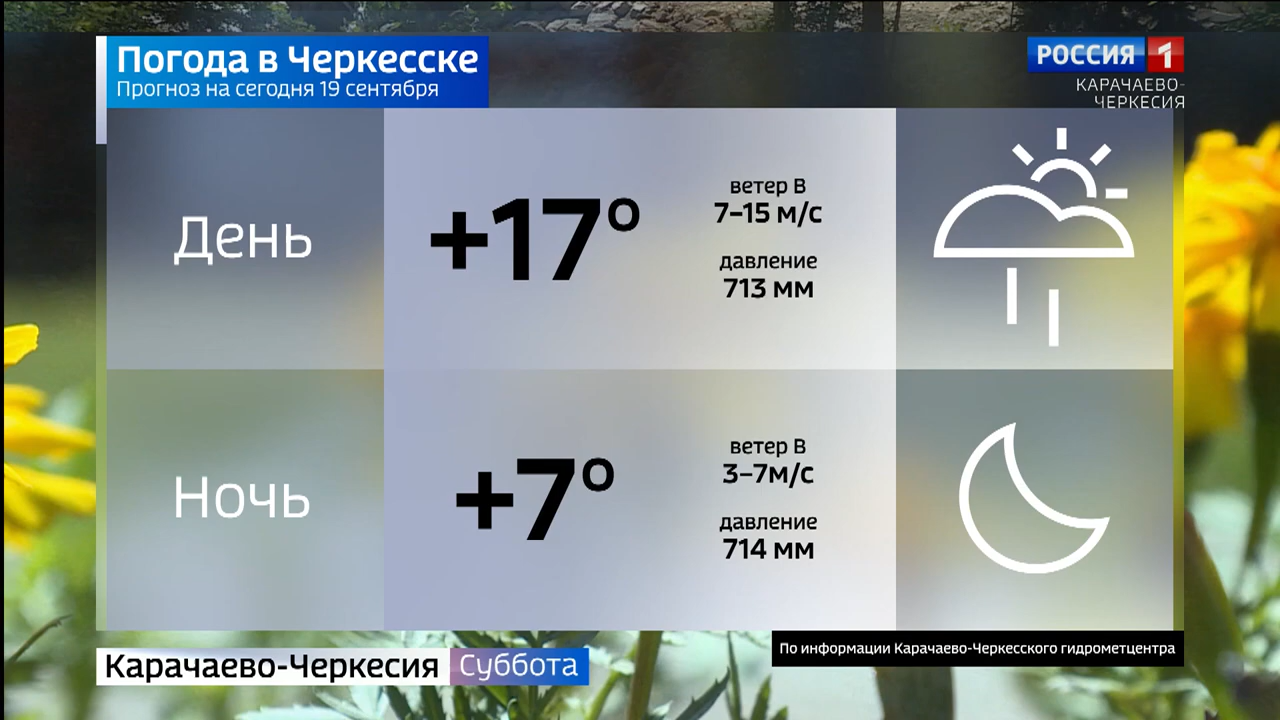 Погода в Черкесске
Прогноз на сегодня 19 сентября
РОССИЯ 1
КАРАЧАЕВО-
ЧЕРКЕСИЯ
День
+17°
ветер В
7–15 м/с
давление
713 мм
Ночь
+7°
ветер В
3–7м/с
давление
714 мм
По информации Карачаево-Черкесского гидрометцентра
Карачаево-Черкесия Суббота